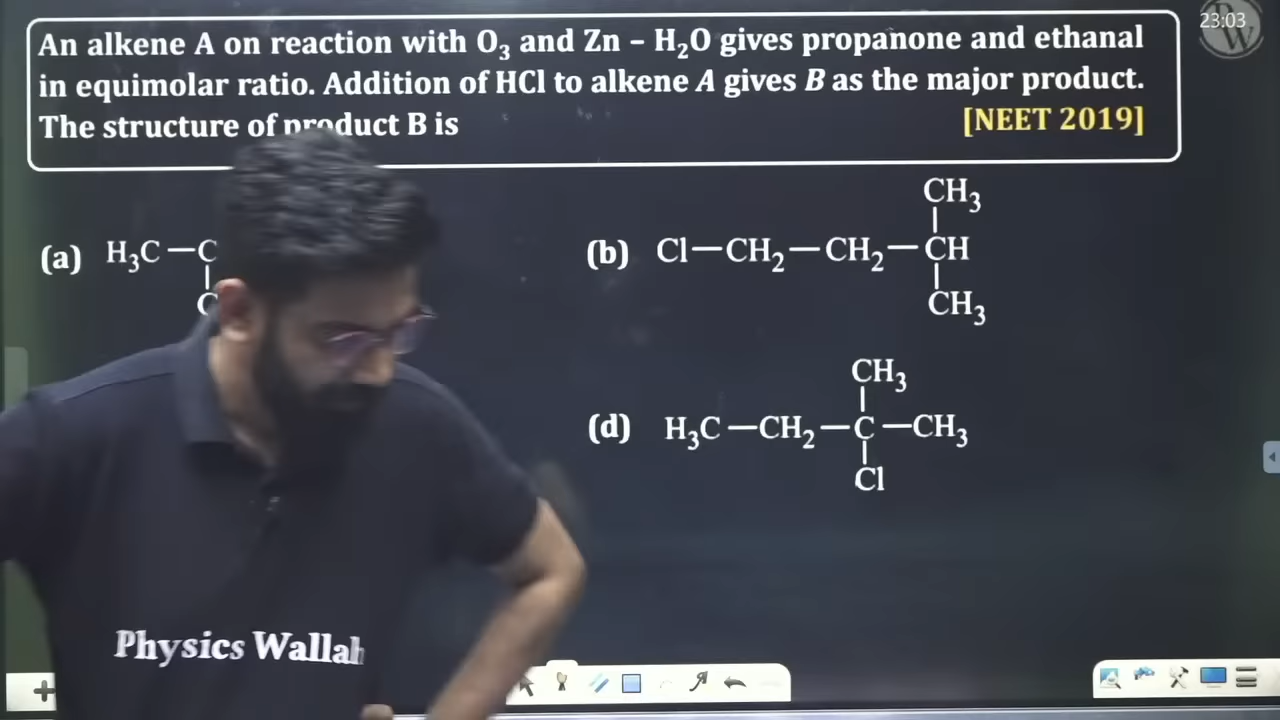 23:03
An alkene A on reaction with O₃ and Zn – H₂O gives propanone and ethanal
in equimolar ratio. Addition of HCl to alkene A gives B as the major product.
The structure of product B is [NEET 2019]
(a) H₃C—C
(b) Cl—CH₂—CH₂—CH
CH₃
CH₃
(d) H₃C—CH₂—C—CH₃
CH₃
Cl
Physics Wallah